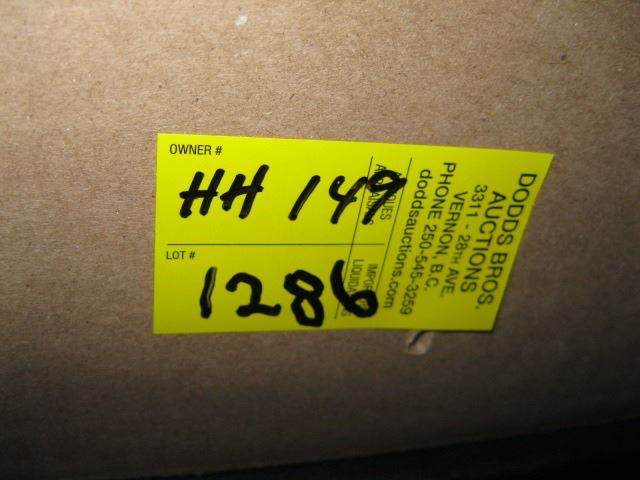 OWNER #
HH 149
LOT #
1286
DODDS BROS.
AUCTIONS
3311 - 28TH AVE.
VERNON, B.C.
PHONE 250-545-3259
doddsauctions.com